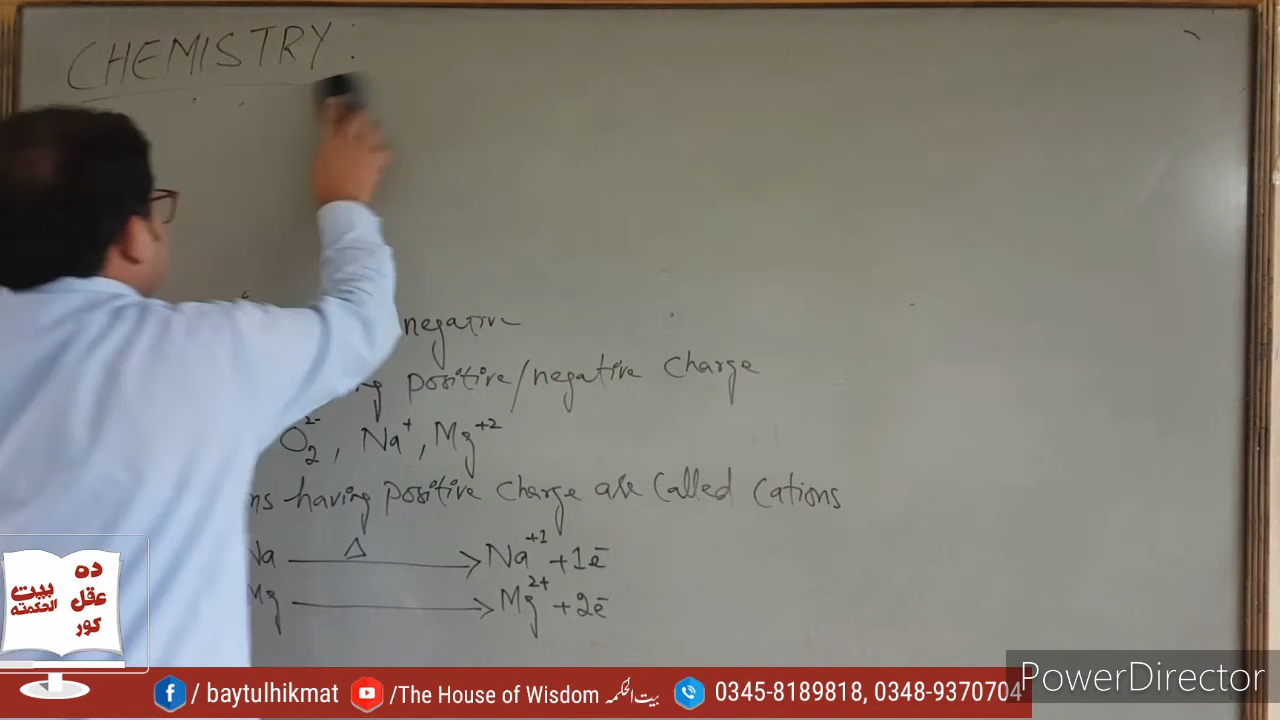 CHEMISTRY:
negative
positive/negative charge
O₂²⁻, Na⁺, Mg⁺²
having positive charge are called cations
Na —Δ→ Na⁺¹ + 1ē
Mg ⟶ Mg²⁺ + 2ē
ده
عقل
کور
بيت
الحکمته
/ baytulhikmat /The House of Wisdom بیت الحکمہ 0345-8189818, 0348-9370704
PowerDirector